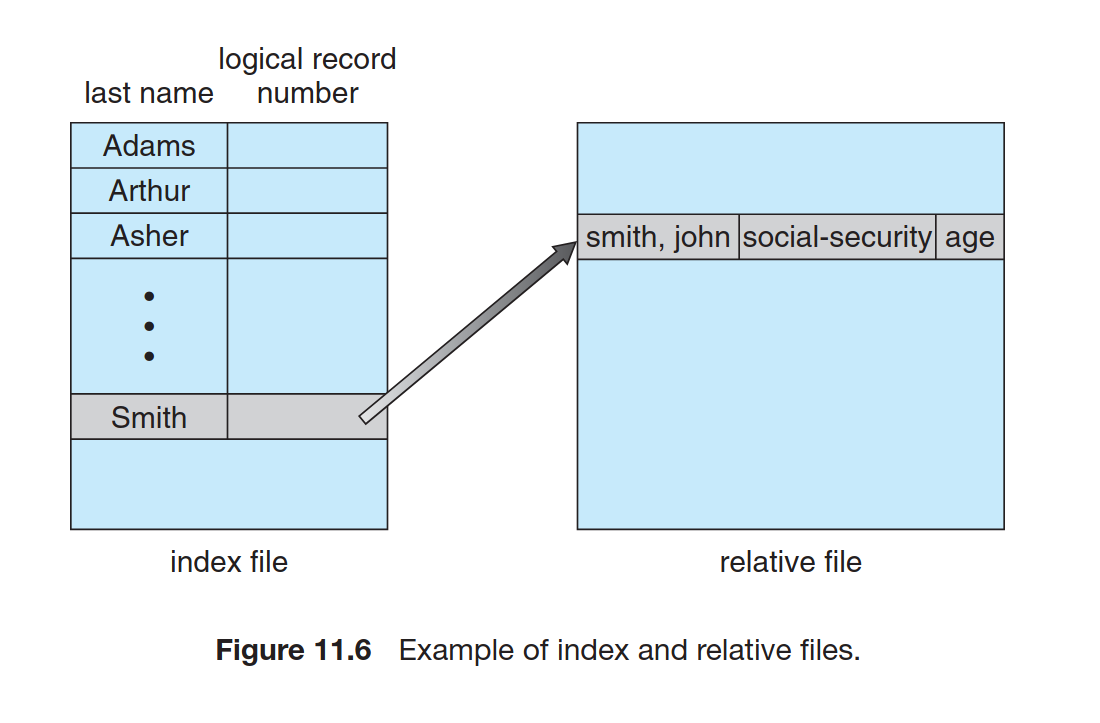 logical record
last name number
Adams
Arthur
Asher
Smith
smith, john social-security age
index file
relative file
Figure 11.6 Example of index and relative files.